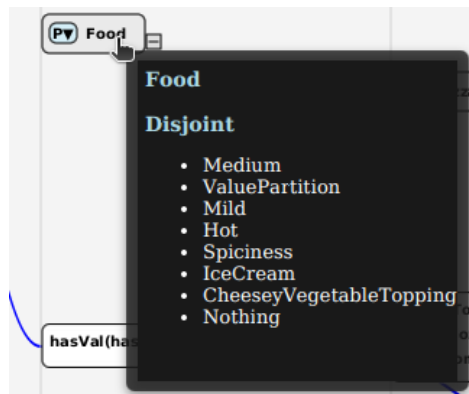 P▼ Food
Food
Disjoint
• Medium
• ValuePartition
• Mild
• Hot
• Spiciness
• IceCream
• CheeseyVegetableTopping
• Nothing
hasVal(has